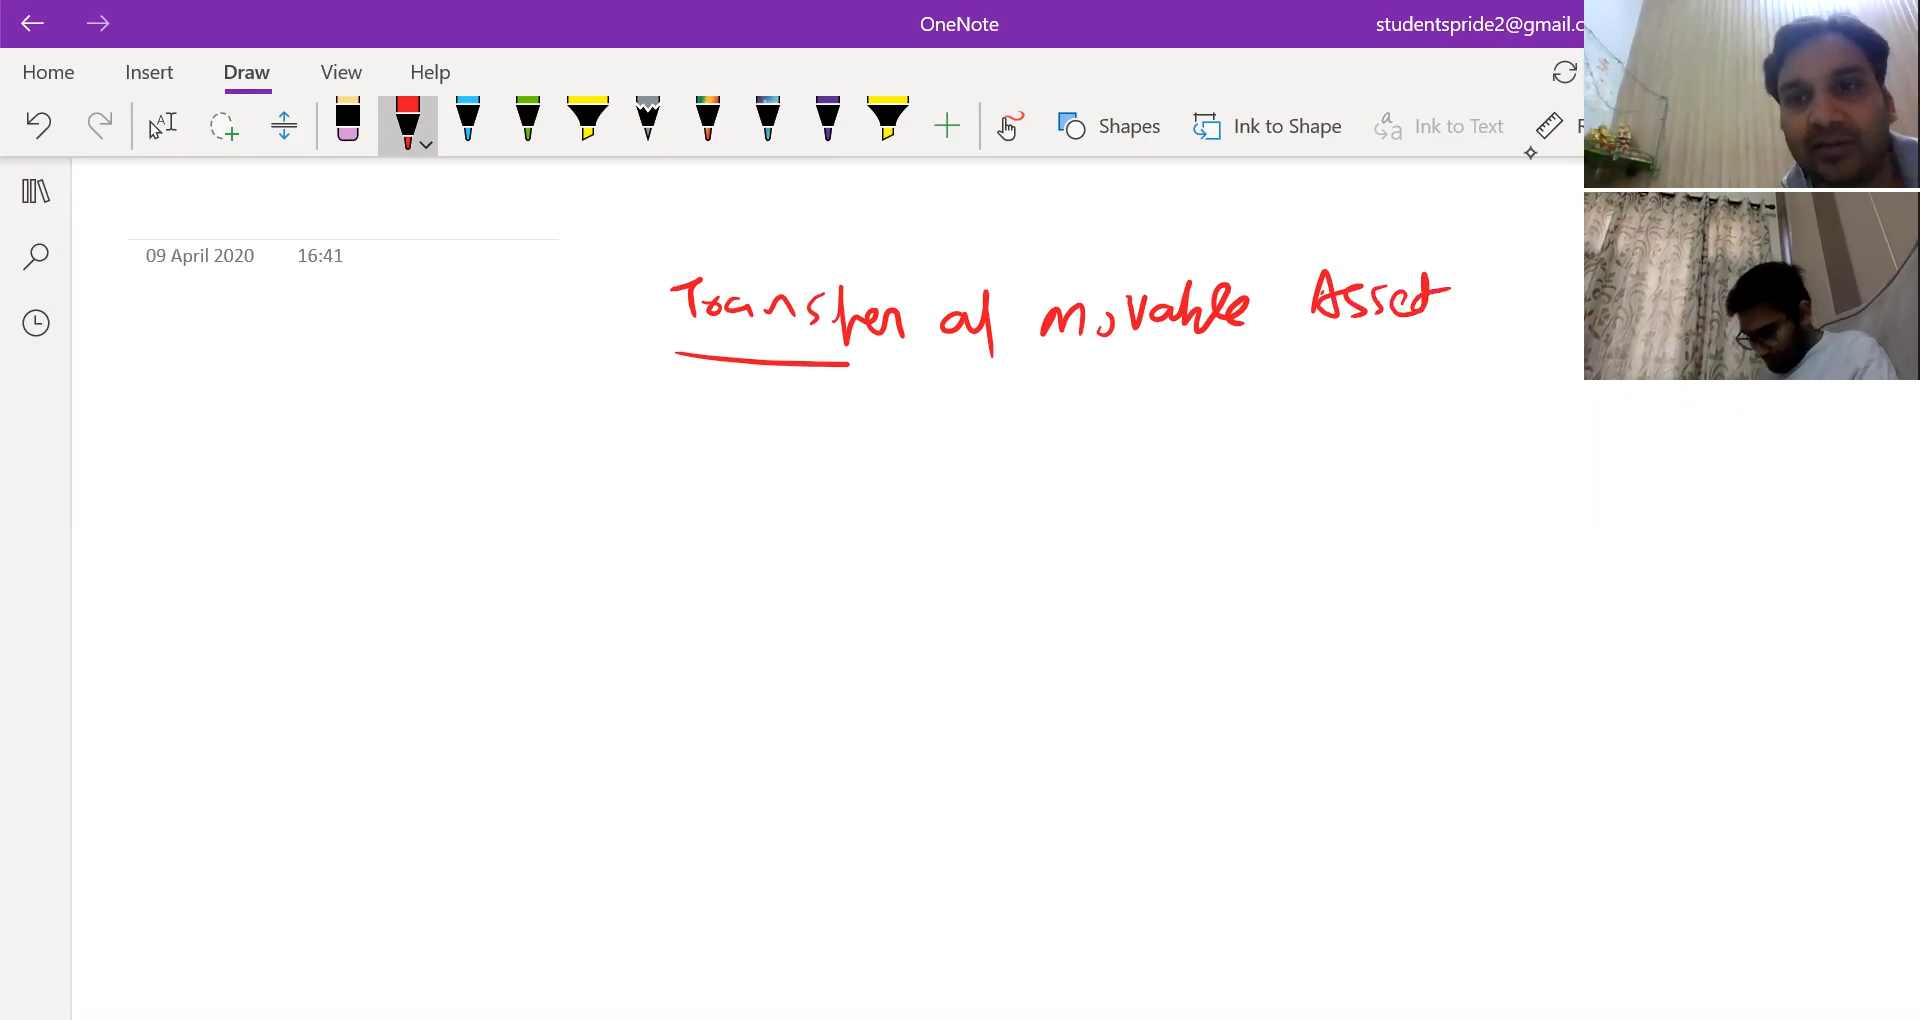 OneNote
studentspride2@gmail.c
Home Insert Draw View Help
Shapes Ink to Shape Ink to Text
09 April 2020 16:41
Transfer of movable Asset